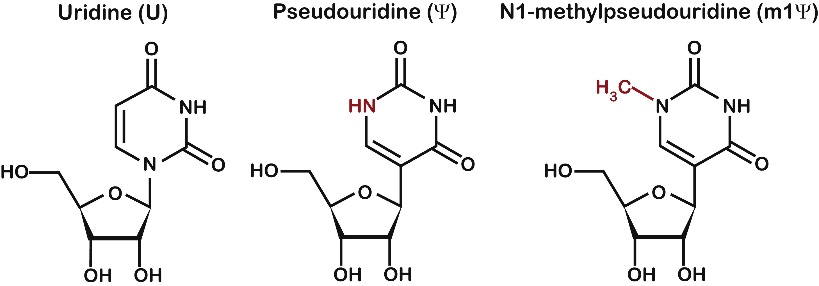 Uridine (U)
Pseudouridine (Ψ)
N1-methylpseudouridine (m1Ψ)
O
NH
O
N
HO
O
OH
OH
O
HN
NH
O
HO
O
OH
OH
O
H₃C
N
NH
O
HO
O
OH
OH